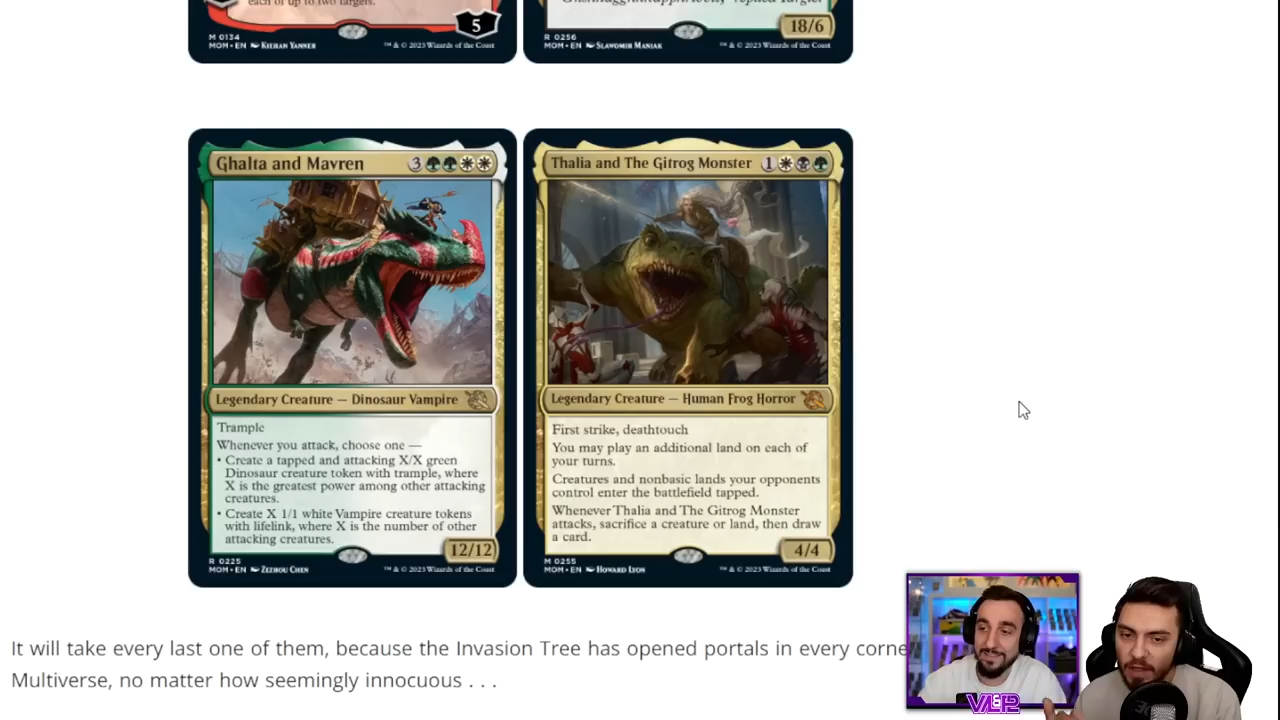 each of up to two targets.
5
M 0134
MOM • EN KIERAN YANNER
™ & © 2023 Wizards of the Coast
replied Targie.
18/6
R 0256
MOM • EN SLAWOMIR MANIAK
™ & © 2023 Wizards of the Coast
Ghalta and Mavren 3
Legendary Creature — Dinosaur Vampire
Trample
Whenever you attack, choose one —
• Create a tapped and attacking X/X green
Dinosaur creature token with trample, where
X is the greatest power among other attacking
creatures.
• Create X 1/1 white Vampire creature tokens
with lifelink, where X is the number of other
attacking creatures.
12/12
R 0225
MOM • EN ZEZHOU CHEN
™ & © 2023 Wizards of the Coast
Thalia and The Gitrog Monster 1
Legendary Creature — Human Frog Horror
First strike, deathtouch
You may play an additional land on each of
your turns.
Creatures and nonbasic lands your opponents
control enter the battlefield tapped.
Whenever Thalia and The Gitrog Monster
attacks, sacrifice a creature or land, then draw
a card.
4/4
M 0255
MOM • EN HOWARD LYON
™ & © 2023 Wizards of the Coast
It will take every last one of them, because the Invasion Tree has opened portals in every corne
Multiverse, no matter how seemingly innocuous . . .